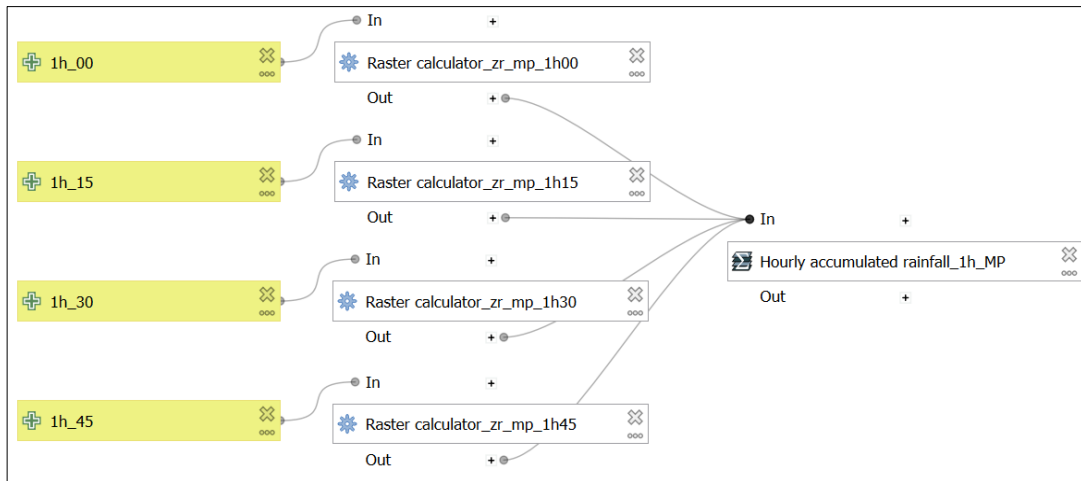 In
1h_00
Raster calculator_zr_mp_1h00
Out
In
1h_15
Raster calculator_zr_mp_1h15
Out
In
Hourly accumulated rainfall_1h_MP
Out
In
1h_30
Raster calculator_zr_mp_1h30
Out
In
1h_45
Raster calculator_zr_mp_1h45
Out